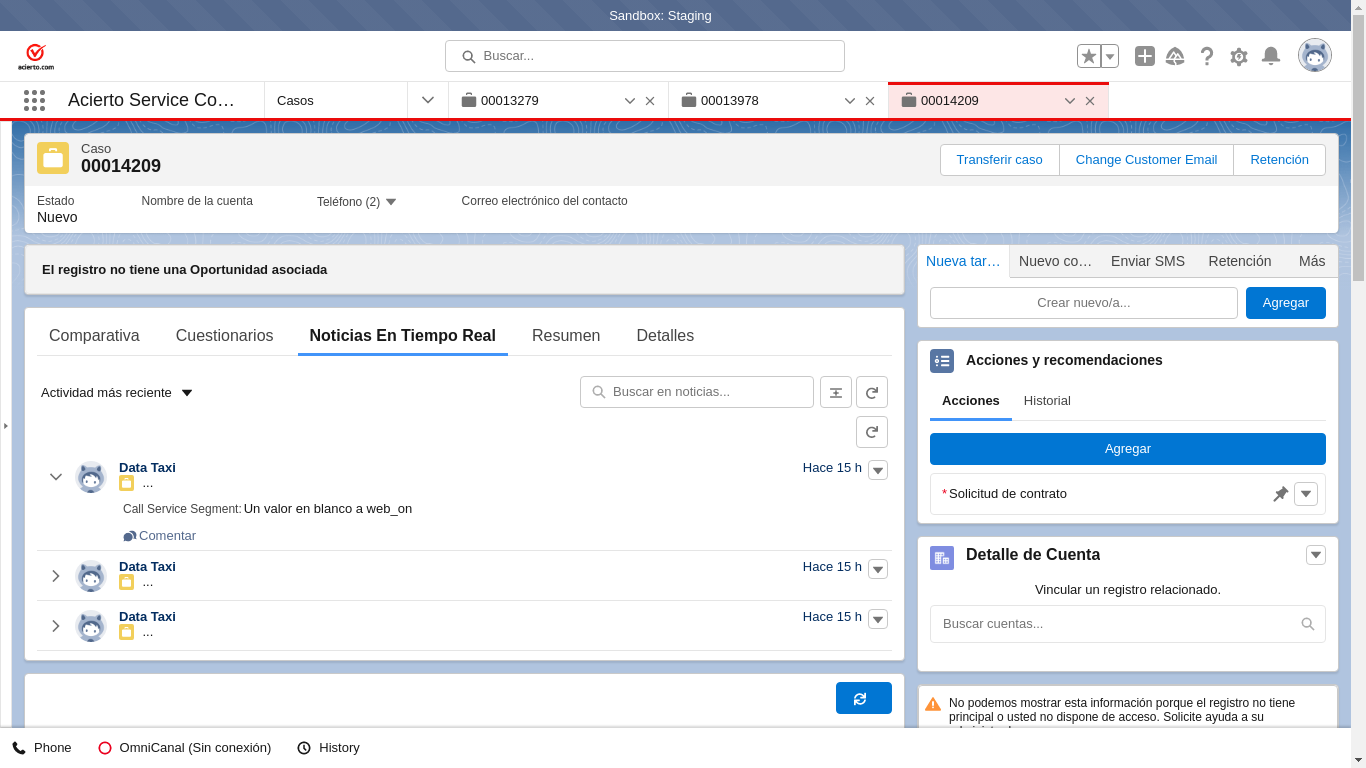 Sandbox: Staging
acierto.com
Buscar...
Acierto Service Co…
Casos
00013279
00013978
00014209
Caso
00014209
Transferir caso
Change Customer Email
Retención
Estado
Nuevo
Nombre de la cuenta
Teléfono (2)
Correo electrónico del contacto
El registro no tiene una Oportunidad asociada
Comparativa
Cuestionarios
Noticias En Tiempo Real
Resumen
Detalles
Actividad más reciente
Buscar en noticias...
Data Taxi
Hace 15 h
...
Call Service Segment: Un valor en blanco a web_on
Comentar
Data Taxi
Hace 15 h
...
Data Taxi
Hace 15 h
...
Nueva tar…
Nuevo co…
Enviar SMS
Retención
Más
Crear nuevo/a...
Agregar
Acciones y recomendaciones
Acciones
Historial
Agregar
*Solicitud de contrato
Detalle de Cuenta
Vincular un registro relacionado.
Buscar cuentas...
No podemos mostrar esta información porque el registro no tiene
principal o usted no dispone de acceso. Solicite ayuda a su
Phone
OmniCanal (Sin conexión)
History